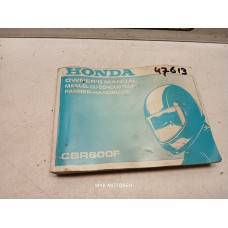 HONDA
47613
OWNER'S MANUAL
MANUEL DU CONDUCTEUR
FAHRER-HANDBUCH
CBR600F